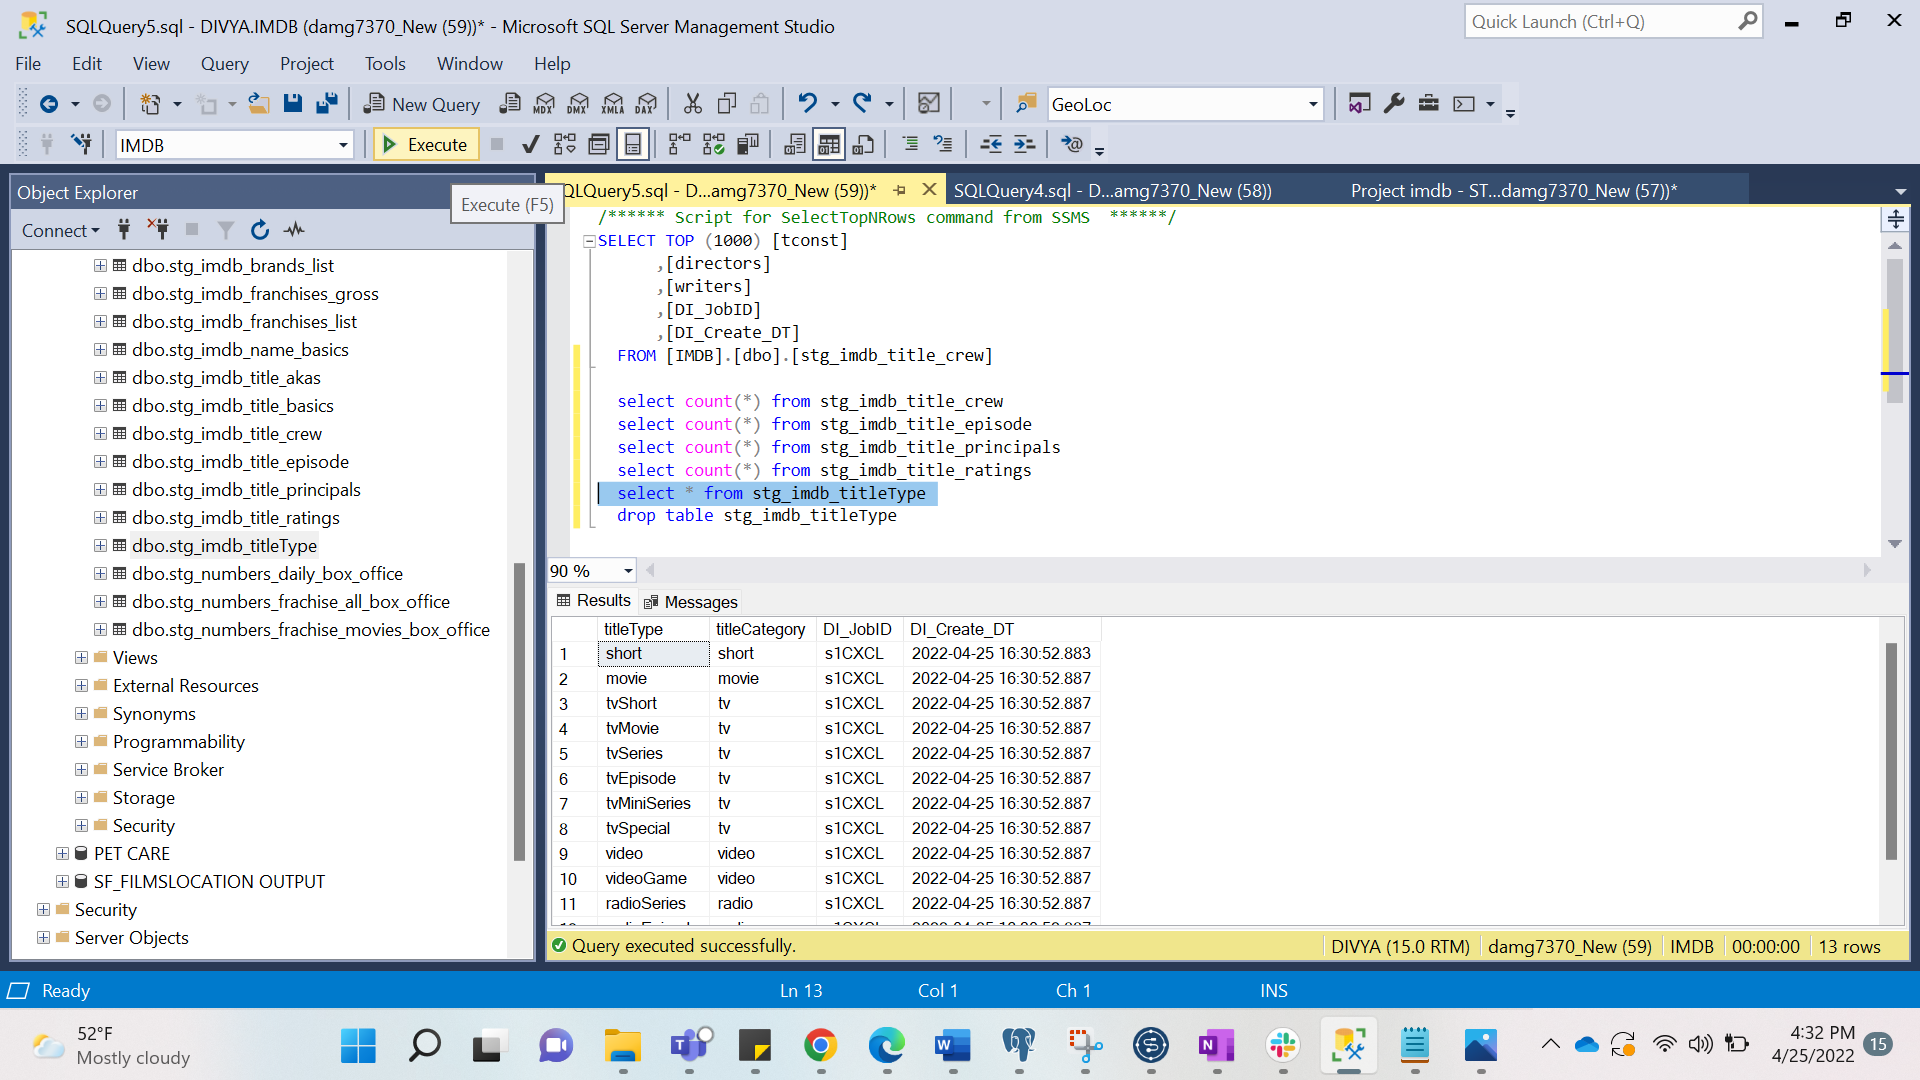 SQLQuery5.sql - DIVYA.IMDB (damg7370_New (59))* - Microsoft SQL Server Management Studio
Quick Launch (Ctrl+Q)
File Edit View Query Project Tools Window Help
New Query
MDX DMX XMLA DAX
GeoLoc
IMDB
Execute
Object Explorer
Execute (F5)
SQLQuery5.sql - D...amg7370_New (59))*
SQLQuery4.sql - D...amg7370_New (58))
Project imdb - ST...damg7370_New (57))*
Connect
dbo.stg_imdb_brands_list
dbo.stg_imdb_franchises_gross
dbo.stg_imdb_franchises_list
dbo.stg_imdb_name_basics
dbo.stg_imdb_title_akas
dbo.stg_imdb_title_basics
dbo.stg_imdb_title_crew
dbo.stg_imdb_title_episode
dbo.stg_imdb_title_principals
dbo.stg_imdb_title_ratings
dbo.stg_imdb_titleType
dbo.stg_numbers_daily_box_office
dbo.stg_numbers_frachise_all_box_office
dbo.stg_numbers_frachise_movies_box_office
Views
External Resources
Synonyms
Programmability
Service Broker
Storage
Security
PET CARE
SF_FILMSLOCATION OUTPUT
Security
Server Objects
/****** Script for SelectTopNRows command from SSMS ******/
SELECT TOP (1000) [tconst]
,[directors]
,[writers]
,[DI_JobID]
,[DI_Create_DT]
FROM [IMDB].[dbo].[stg_imdb_title_crew]
select count(*) from stg_imdb_title_crew
select count(*) from stg_imdb_title_episode
select count(*) from stg_imdb_title_principals
select count(*) from stg_imdb_title_ratings
select * from stg_imdb_titleType
drop table stg_imdb_titleType
90 %
Results Messages
titleType titleCategory DI_JobID DI_Create_DT
1 short short s1CXCL 2022-04-25 16:30:52.883
2 movie movie s1CXCL 2022-04-25 16:30:52.887
3 tvShort tv s1CXCL 2022-04-25 16:30:52.887
4 tvMovie tv s1CXCL 2022-04-25 16:30:52.887
5 tvSeries tv s1CXCL 2022-04-25 16:30:52.887
6 tvEpisode tv s1CXCL 2022-04-25 16:30:52.887
7 tvMiniSeries tv s1CXCL 2022-04-25 16:30:52.887
8 tvSpecial tv s1CXCL 2022-04-25 16:30:52.887
9 video video s1CXCL 2022-04-25 16:30:52.887
10 videoGame video s1CXCL 2022-04-25 16:30:52.887
11 radioSeries radio s1CXCL 2022-04-25 16:30:52.887
Query executed successfully.
DIVYA (15.0 RTM) damg7370_New (59) IMDB 00:00:00 13 rows
Ready
Ln 13 Col 1 Ch 1 INS
52°F
Mostly cloudy
4:32 PM
4/25/2022
15